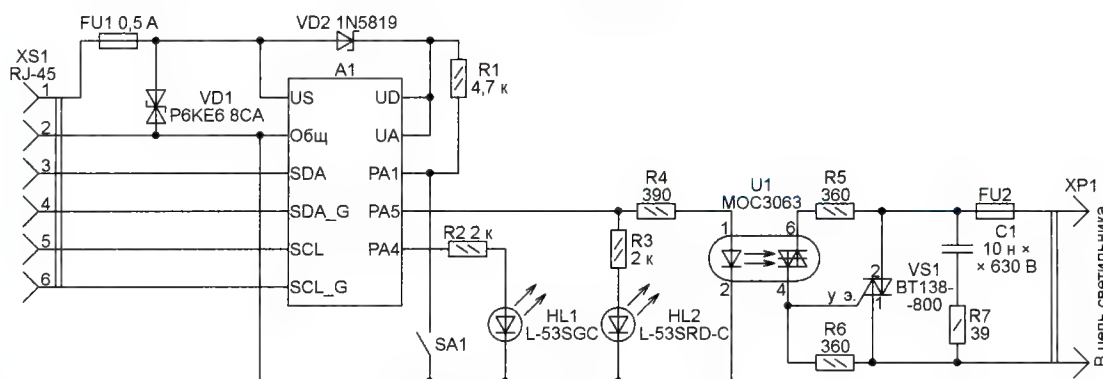 FU1 0,5 А
VD2 1N5819
XS1
RJ-45
1
2
3
4
5
6
VD1
P6KE6 8CA
A1
US
Общ
SDA
SDA_G
SCL
SCL_G
UD
UA
PA1
PA5
PA4
R1
4,7 к
R2 2 к
SA1
HL1
L-53SGC
R3
2 к
HL2
L-53SRD-C
R4
390
U1
MOC3063
1
2
6
4
R5
360
R6
360
у э.
2
1
VS1
BT138-
-800
FU2
C1
10 н ×
× 630 В
R7
39
XP1
В цепь светильника